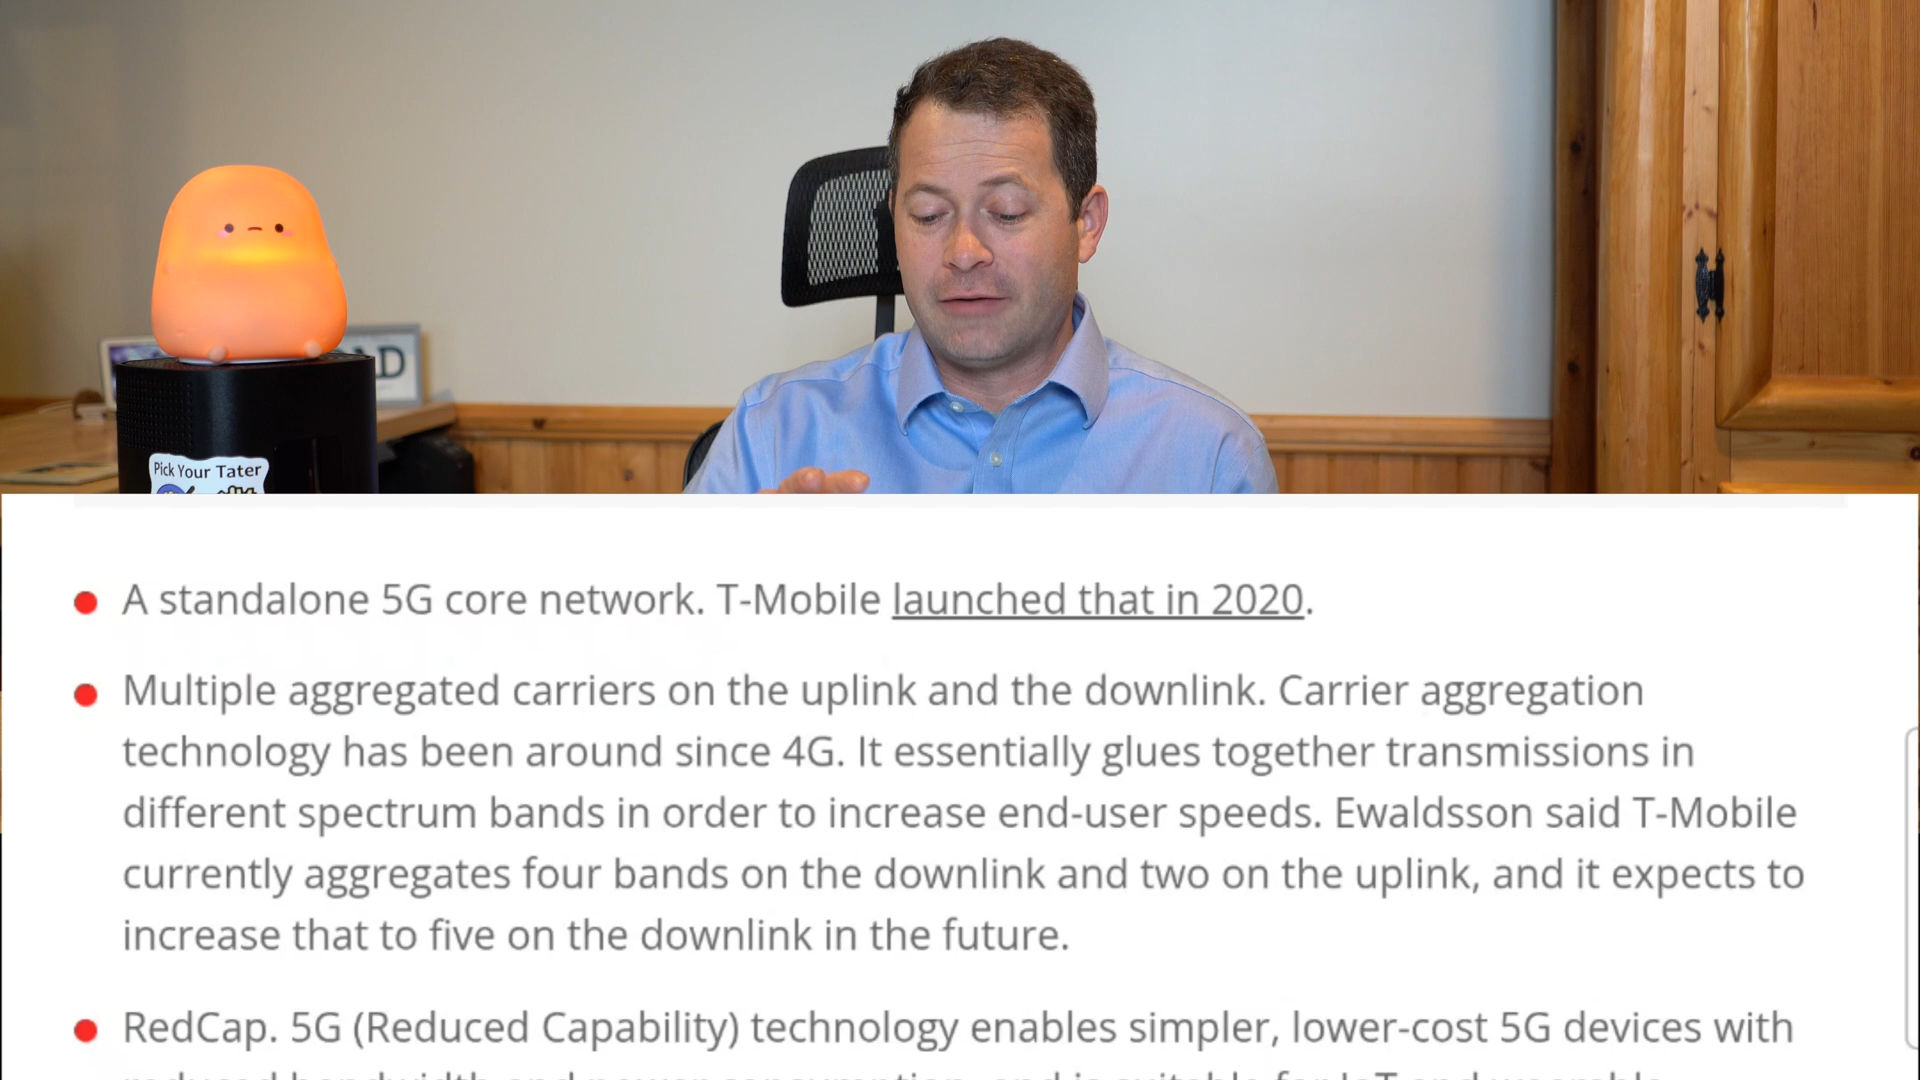 AD
Pick Your Tater
A standalone 5G core network. T-Mobile launched that in 2020.
Multiple aggregated carriers on the uplink and the downlink. Carrier aggregation
technology has been around since 4G. It essentially glues together transmissions in
different spectrum bands in order to increase end-user speeds. Ewaldsson said T-Mobile
currently aggregates four bands on the downlink and two on the uplink, and it expects to
increase that to five on the downlink in the future.
RedCap. 5G (Reduced Capability) technology enables simpler, lower-cost 5G devices with